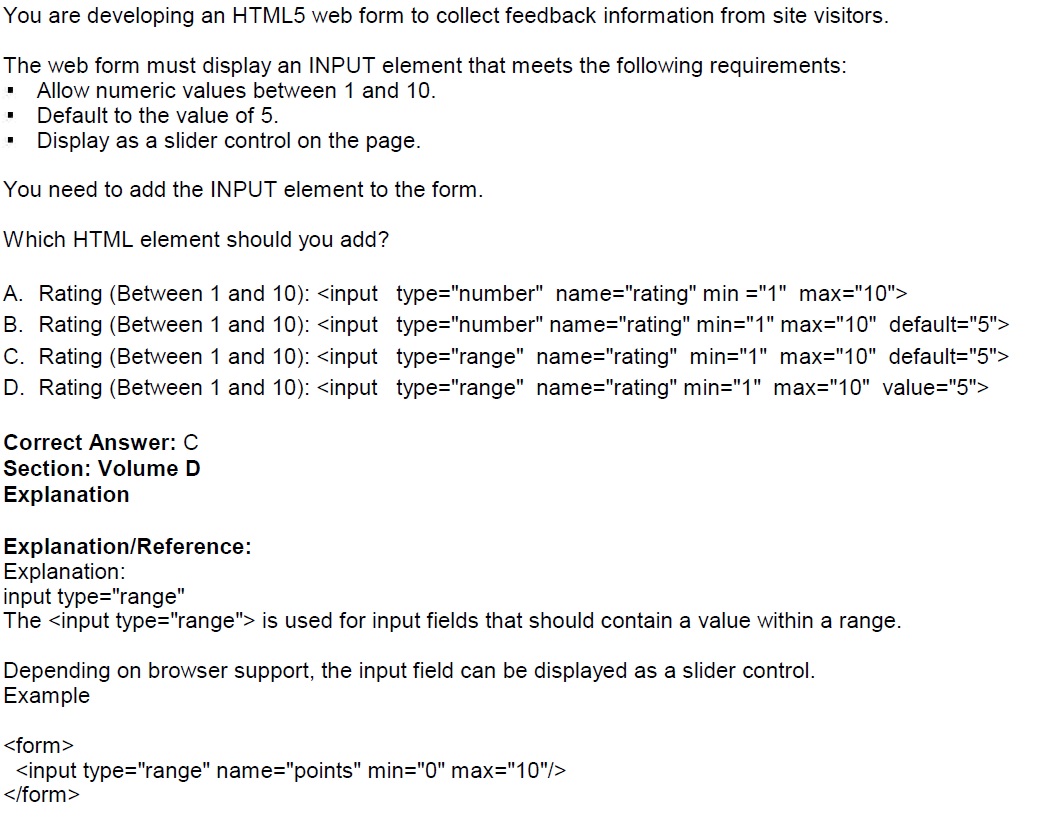 You are developing an HTML5 web form to collect feedback information from site visitors.
The web form must display an INPUT element that meets the following requirements:
▪ Allow numeric values between 1 and 10.
▪ Default to the value of 5.
▪ Display as a slider control on the page.
You need to add the INPUT element to the form.
Which HTML element should you add?
A. Rating (Between 1 and 10): <input type="number" name="rating" min ="1" max="10">
B. Rating (Between 1 and 10): <input type="number" name="rating" min="1" max="10" default="5">
C. Rating (Between 1 and 10): <input type="range" name="rating" min="1" max="10" default="5">
D. Rating (Between 1 and 10): <input type="range" name="rating" min="1" max="10" value="5">
Correct Answer: C
Section: Volume D
Explanation
Explanation/Reference:
Explanation:
input type="range"
The <input type="range"> is used for input fields that should contain a value within a range.
Depending on browser support, the input field can be displayed as a slider control.
Example
<form>
<input type="range" name="points" min="0" max="10"/>
</form>